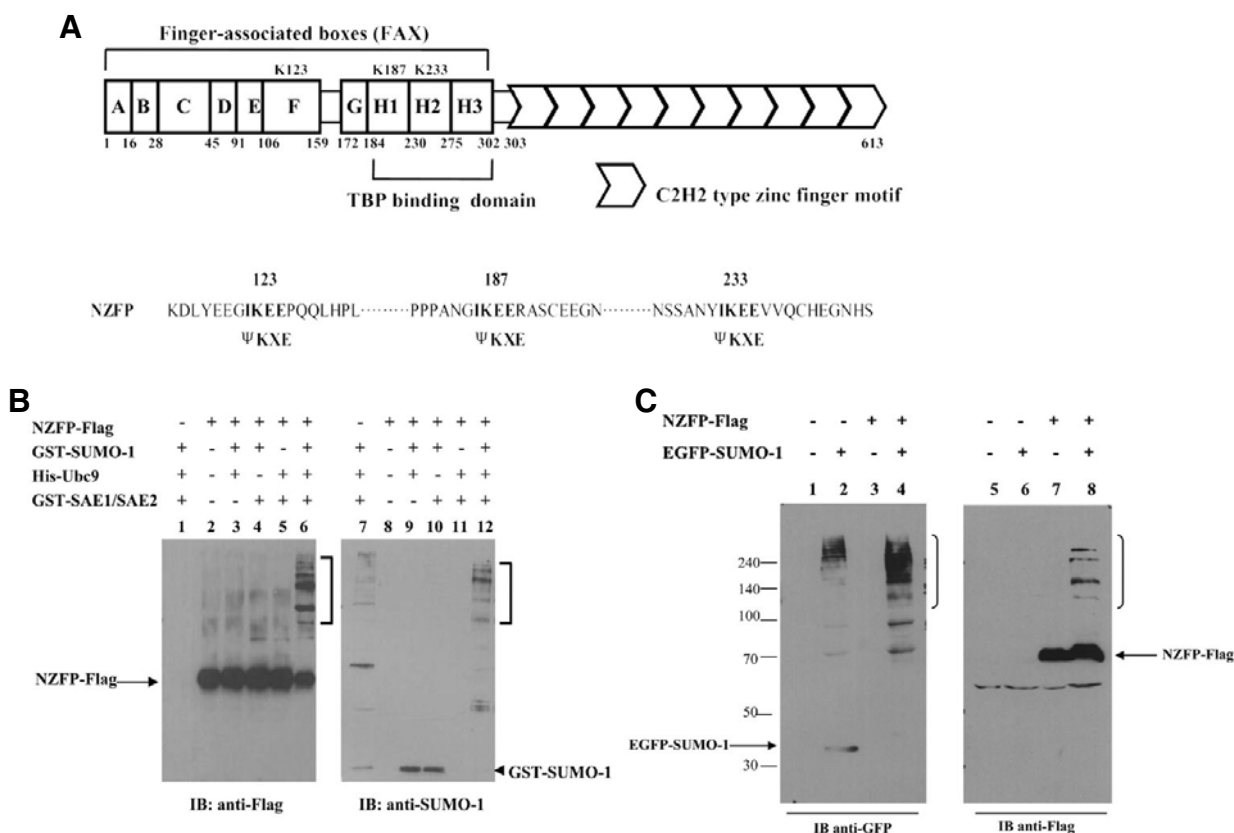 A
Finger-associated boxes (FAX)
K123 K187 K233
A B C D E F G H1 H2 H3
1 16 28 45 91 106 159 172 184 230 275 302 303 613
TBP binding domain
C2H2 type zinc finger motif
123 187 233
NZFP KDLYEEGIKEEPQQLHPL········PPPANGIKEERASCEEGN········NSSANYIKEEVVQCHEGNHS
ΨKXE ΨKXE ΨKXE
B
NZFP-Flag - + + + + + - + + + + +
GST-SUMO-1 + - + + - + + - + + - +
His-Ubc9 + - + - + + + - + - + +
GST-SAE1/SAE2 + - - + + + + - - + + +
1 2 3 4 5 6 7 8 9 10 11 12
NZFP-Flag
GST-SUMO-1
IB: anti-Flag IB: anti-SUMO-1
C
NZFP-Flag - - + + - - + +
EGFP-SUMO-1 - + - + - + - +
1 2 3 4 5 6 7 8
240
140
100
70
NZFP-Flag
50
EGFP-SUMO-1
30
IB anti-GFP IB anti-Flag